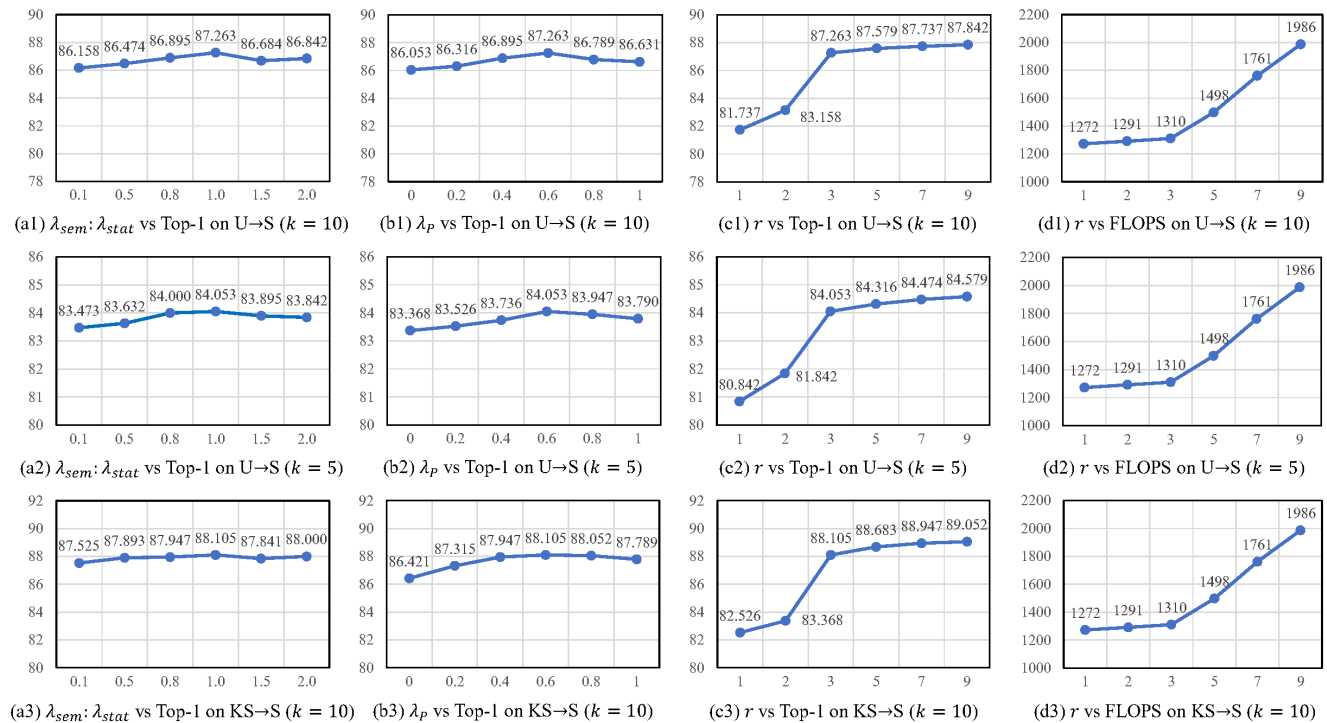 90
88
86
84
82
80
78
86.158 86.474 86.895 87.263 86.684 86.842
0.1 0.5 0.8 1.0 1.5 2.0
(a1) λsem: λstat vs Top-1 on U→S (k = 10)
90
88
86
84
82
80
78
86.053 86.316 86.895 87.263 86.789 86.631
0 0.2 0.4 0.6 0.8 1
(b1) λP vs Top-1 on U→S (k = 10)
90
88
86
84
82
80
78
81.737 83.158 87.263 87.579 87.737 87.842
1 2 3 5 7 9
(c1) r vs Top-1 on U→S (k = 10)
2200
2000
1800
1600
1400
1200
1000
1272 1291 1310 1498 1761 1986
1 2 3 5 7 9
(d1) r vs FLOPS on U→S (k = 10)
86
85
84
83
82
81
80
83.473 83.632 84.000 84.053 83.895 83.842
0.1 0.5 0.8 1.0 1.5 2.0
(a2) λsem: λstat vs Top-1 on U→S (k = 5)
86
85
84
83
82
81
80
83.368 83.526 83.736 84.053 83.947 83.790
0 0.2 0.4 0.6 0.8 1
(b2) λP vs Top-1 on U→S (k = 5)
86
85
84
83
82
81
80
80.842 81.842 84.053 84.316 84.474 84.579
1 2 3 5 7 9
(c2) r vs Top-1 on U→S (k = 5)
2200
2000
1800
1600
1400
1200
1000
1272 1291 1310 1498 1761 1986
1 2 3 5 7 9
(d2) r vs FLOPS on U→S (k = 5)
92
90
88
86
84
82
80
87.525 87.893 87.947 88.105 87.841 88.000
0.1 0.5 0.8 1.0 1.5 2.0
(a3) λsem: λstat vs Top-1 on KS→S (k = 10)
92
90
88
86
84
82
80
86.421 87.315 87.947 88.105 88.052 87.789
0 0.2 0.4 0.6 0.8 1
(b3) λP vs Top-1 on KS→S (k = 10)
92
90
88
86
84
82
80
82.526 83.368 88.105 88.683 88.947 89.052
1 2 3 5 7 9
(c3) r vs Top-1 on KS→S (k = 10)
2200
2000
1800
1600
1400
1200
1000
1272 1291 1310 1498 1761 1986
1 2 3 5 7 9
(d3) r vs FLOPS on KS→S (k = 10)